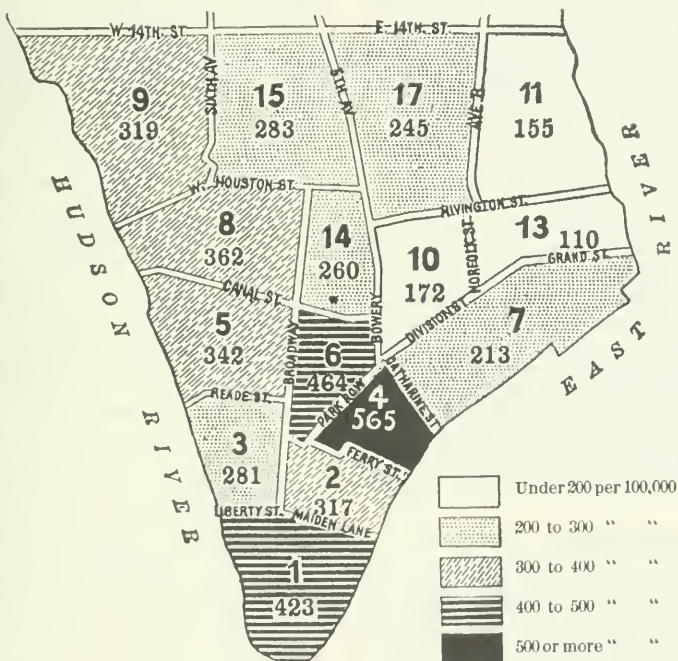 W. 14TH. ST.
E. 14TH. ST.
SIXTH AV
5TH. AV
AVE B.
9
319
15
283
17
245
11
155
HUDSON RIVER
EAST RIVER
W. HOUSTON ST.
RIVINGTON ST.
NORFOLK ST.
8
362
14
260
10
172
13
110
GRAND ST.
CANAL ST.
BROADWAY
BOWERY
DIVISION ST.
5
342
6
464
7
213
PARK ROW
CATHARINE ST
4
565
READE ST.
FERRY ST.
3
281
2
317
LIBERTY ST.
MAIDEN LANE
1
423
Under 200 per 100,000
200 to 300 “ “
300 to 400 “ “
400 to 500 “ “
500 or more “ “